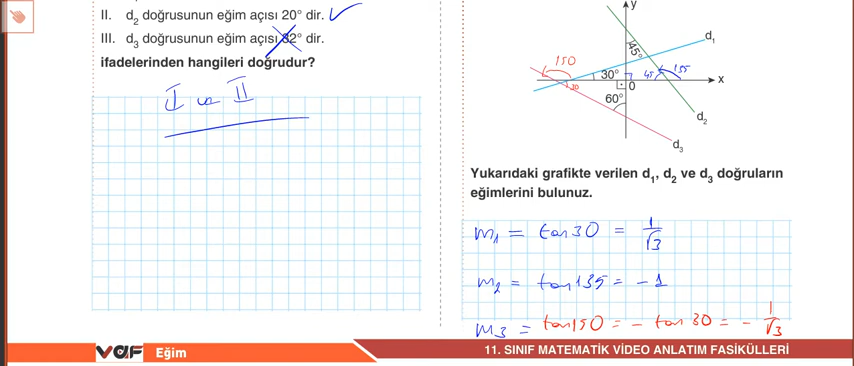 II. d2 doğrusunun eğim açısı 20° dir.
III. d3 doğrusunun eğim açısı 32° dir.
ifadelerinden hangileri doğrudur?
I ve II
y
d1
45°
150
30°
45
135
x
30
0
60°
d2
d3
Yukarıdaki grafikte verilen d1, d2 ve d3 doğruların
eğimlerini bulunuz.
m1 = tan30 = 1/√3
m2 = tan135 = -1
m3 = tan150 = - tan30 = - 1/√3
VAF Eğim
11. SINIF MATEMATİK VİDEO ANLATIM FASİKÜLLERİ